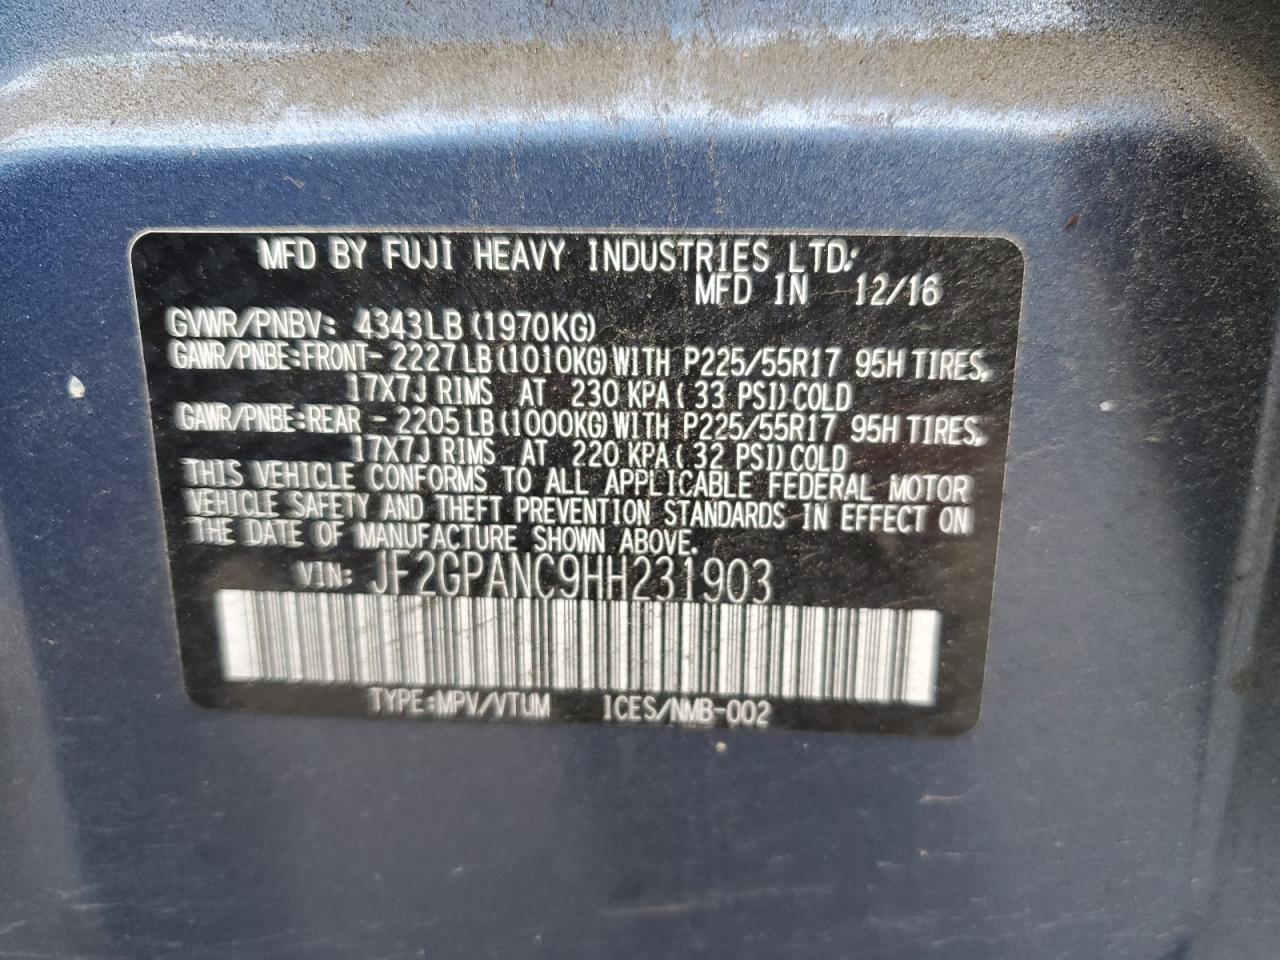 MFD BY FUJI HEAVY INDUSTRIES LTD.
MFD IN 12/16
GVWR/PNBV: 4343LB(1970KG)
GAWR/PNBE:FRONT- 2227LB(1010KG)WITH P225/55R17 95H TIRES,
17X7J RIMS AT 230 KPA(33 PSI)COLD
GAWR/PNBE:REAR - 2205LB(1000KG)WITH P225/55R17 95H TIRES,
17X7J RIMS AT 220 KPA(32 PSI)COLD
THIS VEHICLE CONFORMS TO ALL APPLICABLE FEDERAL MOTOR
VEHICLE SAFETY AND THEFT PREVENTION STANDARDS IN EFFECT ON
THE DATE OF MANUFACTURE SHOWN ABOVE.
VIN: JF2GPANC9HH231903
TYPE:MPV/VTUM ICES/NMB-002